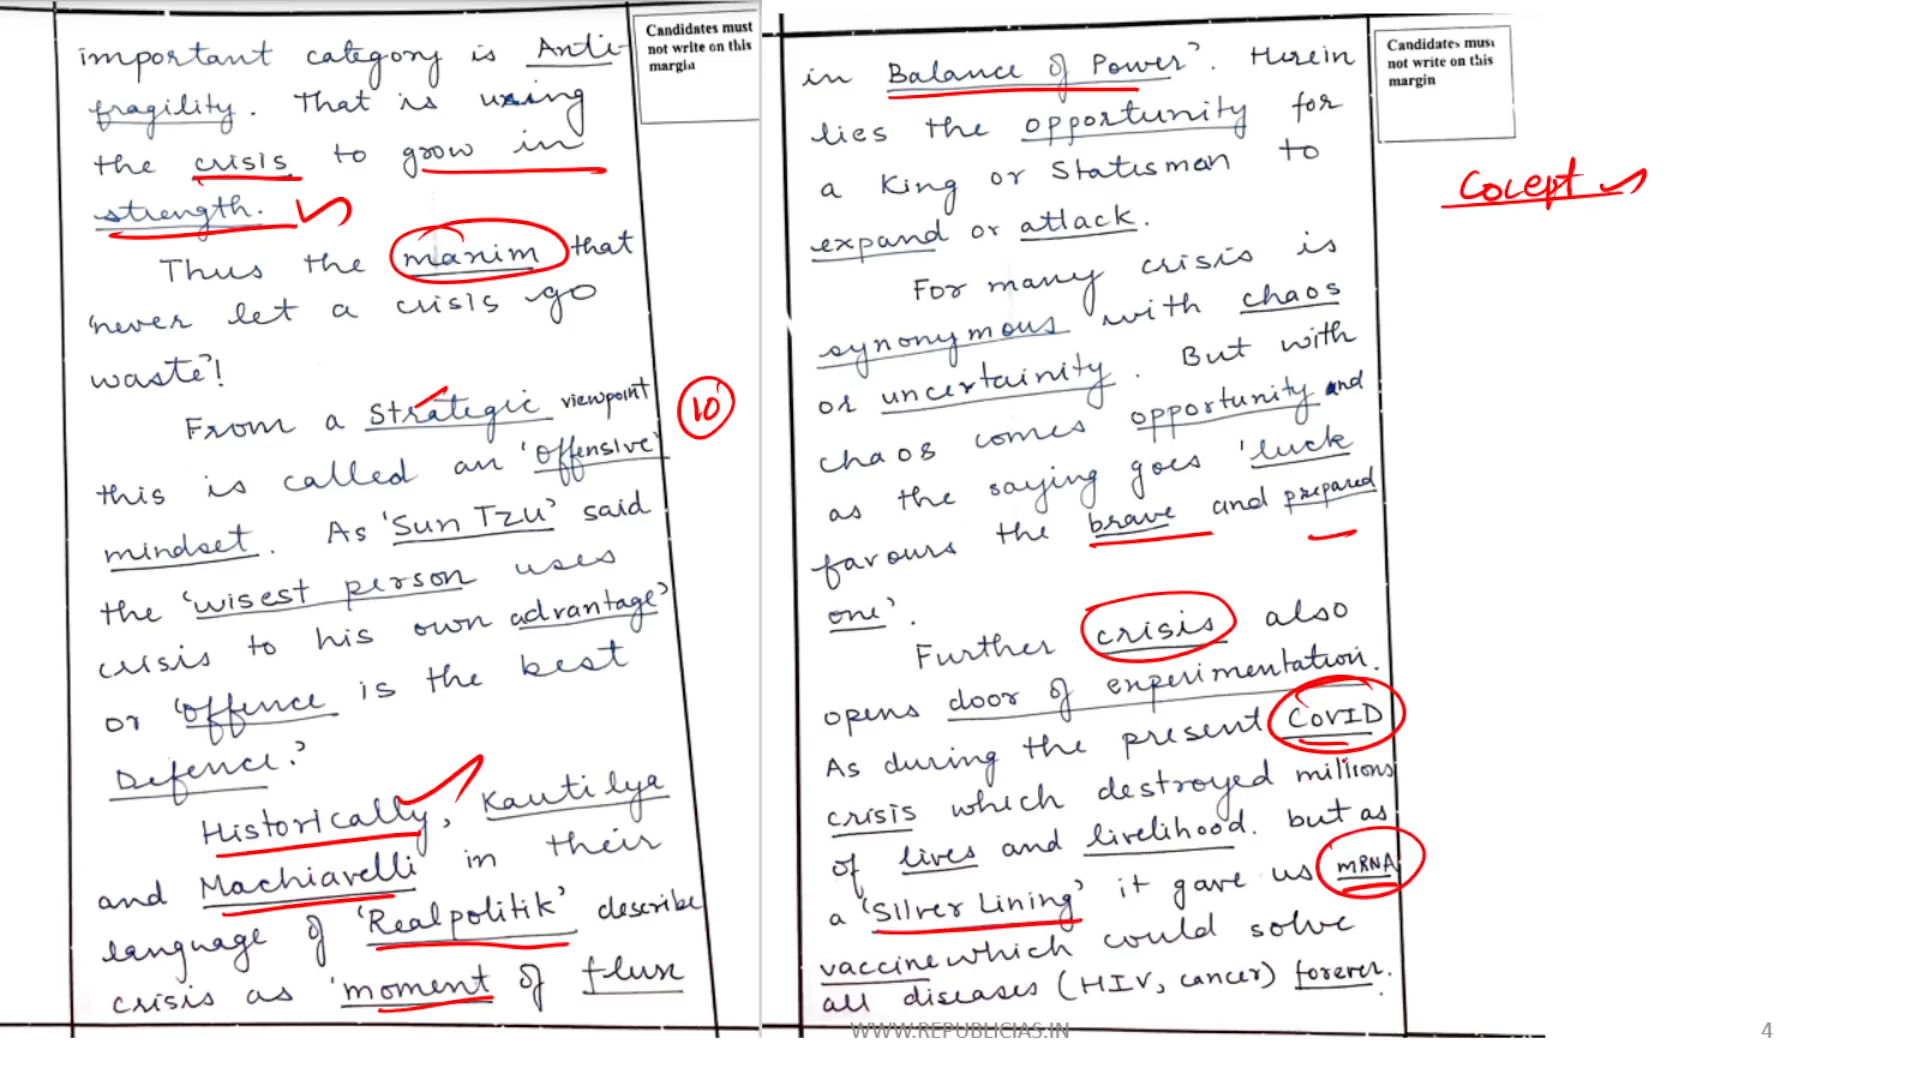 important category is Anti-
fragility. That is using
the crisis to grow in
strength.
Thus the manim that
'never let a crisis go
waste'!
From a strategic viewpoint
this is called an 'offensive'
mindset. As 'Sun Tzu' said
the 'wisest person uses
crisis to his own advantage'
or 'offence is the best
Defence.'
Historically, Kautilya
and Machiavelli in their
language of 'Realpolitik' describe
crisis as 'moment of flux
Candidates must
not write on this
margin
10
in Balance of Power'. Herein
lies the opportunity for
a King or Statesman to
expand or attack.
For many crisis is
synonymous with chaos
or uncertainity. But with
chaos comes opportunity and
as the saying goes 'luck
favours the brave and prepared
one'.
Further crisis also
opens door of experimentation.
As during the present COVID
crisis which destroyed millions
of lives and livelihood. but as
a 'Silver Lining' it gave us mRNA
vaccine which could solve
all diseases (HIV, cancer) forever.
Candidates must
not write on this
margin
Cocept
WWW.REPUBLICIAS.IN
4